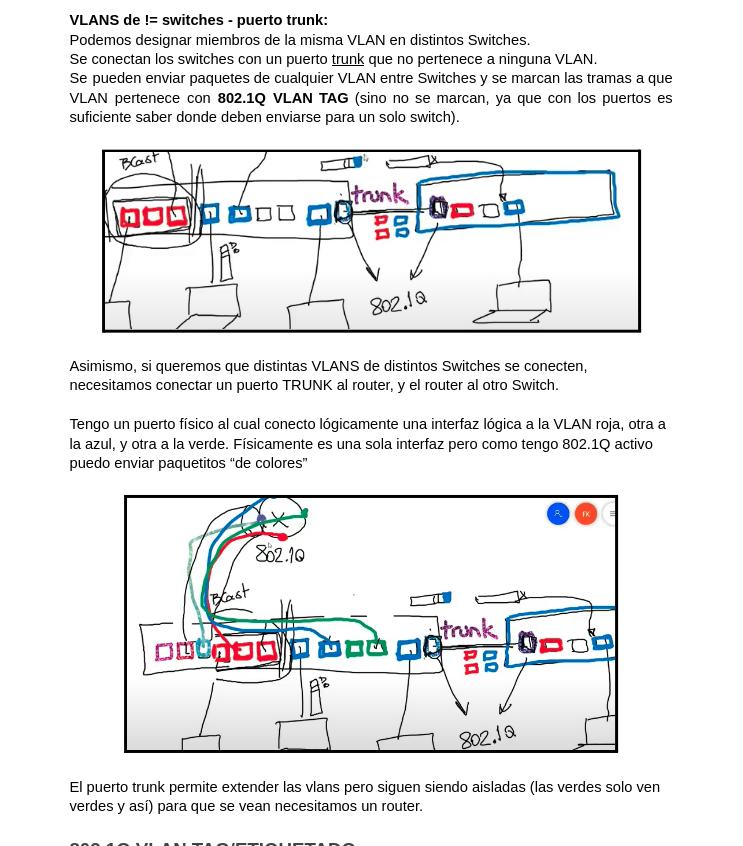 VLANS de != switches - puerto trunk:
Podemos designar miembros de la misma VLAN en distintos Switches.
Se conectan los switches con un puerto trunk que no pertenece a ninguna VLAN.
Se pueden enviar paquetes de cualquier VLAN entre Switches y se marcan las tramas a que
VLAN pertenece con 802.1Q VLAN TAG (sino no se marcan, ya que con los puertos es
suficiente saber donde deben enviarse para un solo switch).
BCast
trunk
802.1Q
Asimismo, si queremos que distintas VLANS de distintos Switches se conecten,
necesitamos conectar un puerto TRUNK al router, y el router al otro Switch.
Tengo un puerto físico al cual conecto lógicamente una interfaz lógica a la VLAN roja, otra a
la azul, y otra a la verde. Físicamente es una sola interfaz pero como tengo 802.1Q activo
puedo enviar paquetitos “de colores”
FK
802.1Q
BCast
trunk
802.1Q
El puerto trunk permite extender las vlans pero siguen siendo aisladas (las verdes solo ven
verdes y así) para que se vean necesitamos un router.
802.1Q VLAN TAG/ETIQUETADO